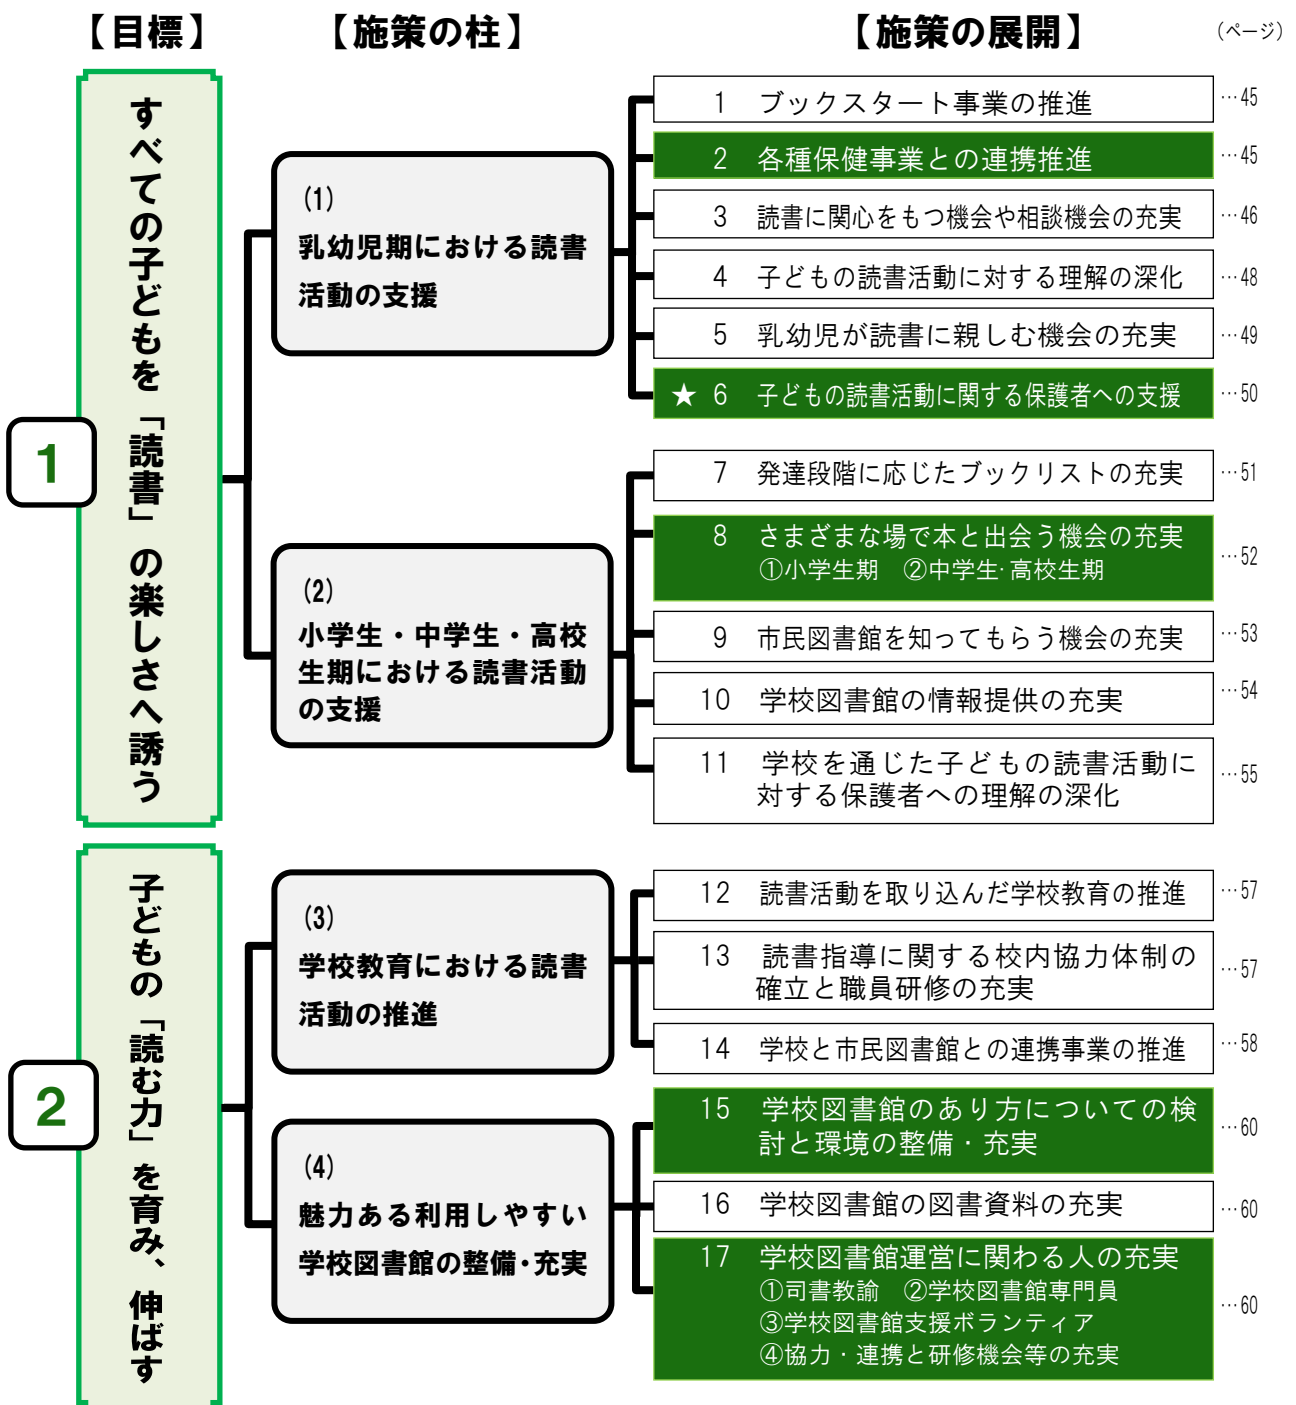 【目標】
【施策の柱】
【施策の展開】
(ページ)
1
すべての子どもを「読書」の楽しさへ誘う
(1)
乳幼児期における読書
活動の支援
1 ブックスタート事業の推進
…45
2 各種保健事業との連携推進
…45
3 読書に関心をもつ機会や相談機会の充実
…46
4 子どもの読書活動に対する理解の深化
…48
5 乳幼児が読書に親しむ機会の充実
…49
★ 6 子どもの読書活動に関する保護者への支援
…50
(2)
小学生・中学生・高校
生期における読書活動
の支援
7 発達段階に応じたブックリストの充実
…51
8 さまざまな場で本と出会う機会の充実
①小学生期 ②中学生・高校生期
…52
9 市民図書館を知ってもらう機会の充実
…53
10 学校図書館の情報提供の充実
…54
11 学校を通じた子どもの読書活動に
対する保護者への理解の深化
…55
2
子どもの「読む力」を育み、伸ばす
(3)
学校教育における読書
活動の推進
12 読書活動を取り込んだ学校教育の推進
…57
13 読書指導に関する校内協力体制の
確立と職員研修の充実
…57
14 学校と市民図書館との連携事業の推進
…58
(4)
魅力ある利用しやすい
学校図書館の整備・充実
15 学校図書館のあり方についての検
討と環境の整備・充実
…60
16 学校図書館の図書資料の充実
…60
17 学校図書館運営に関わる人の充実
①司書教諭 ②学校図書館専門員
③学校図書館支援ボランティア
④協力・連携と研修機会等の充実
…60